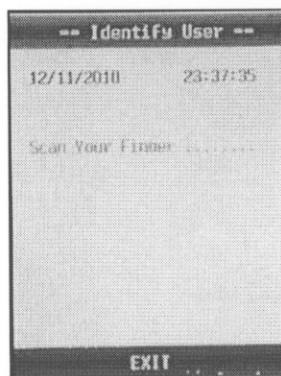 -- Identify User --
12/11/2010 23:37:35
Scan Your Finger ........
EXIT